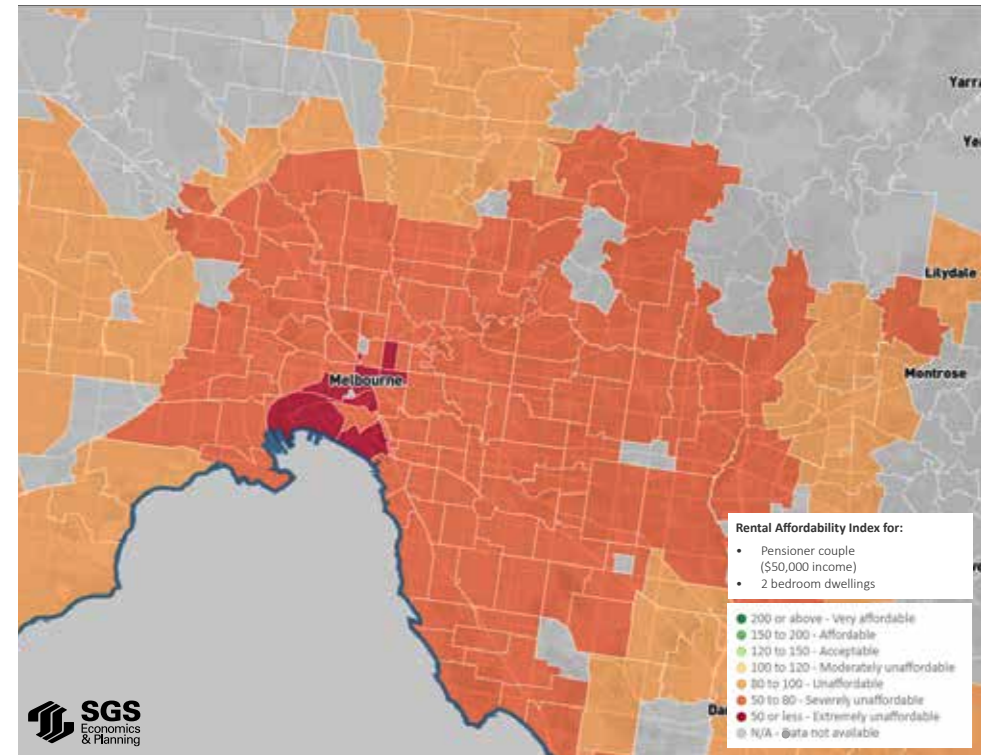 Yarra
Ye
Lilydale
Montrose
Melbourne
Rental Affordability Index for:
• Pensioner couple
($50,000 income)
• 2 bedroom dwellings
200 or above - Very affordable
150 to 200 - Affordable
120 to 150 - Acceptable
100 to 120 - Moderately unaffordable
80 to 100 - Unaffordable
50 to 80 - Severely unaffordable
50 or less - Extremely unaffordable
N/A - Data not available
Da
SGS
Economics
& Planning